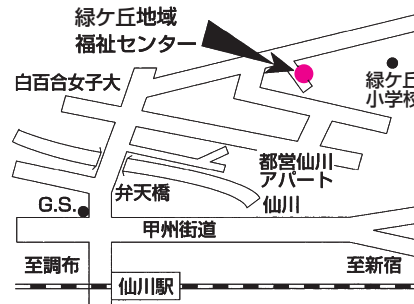 緑ケ丘地域
福祉センター
白百合女子大
緑ケ丘
小学校
都営仙川
アパート
弁天橋
仙川
G.S.
甲州街道
至調布
至新宿
仙川駅